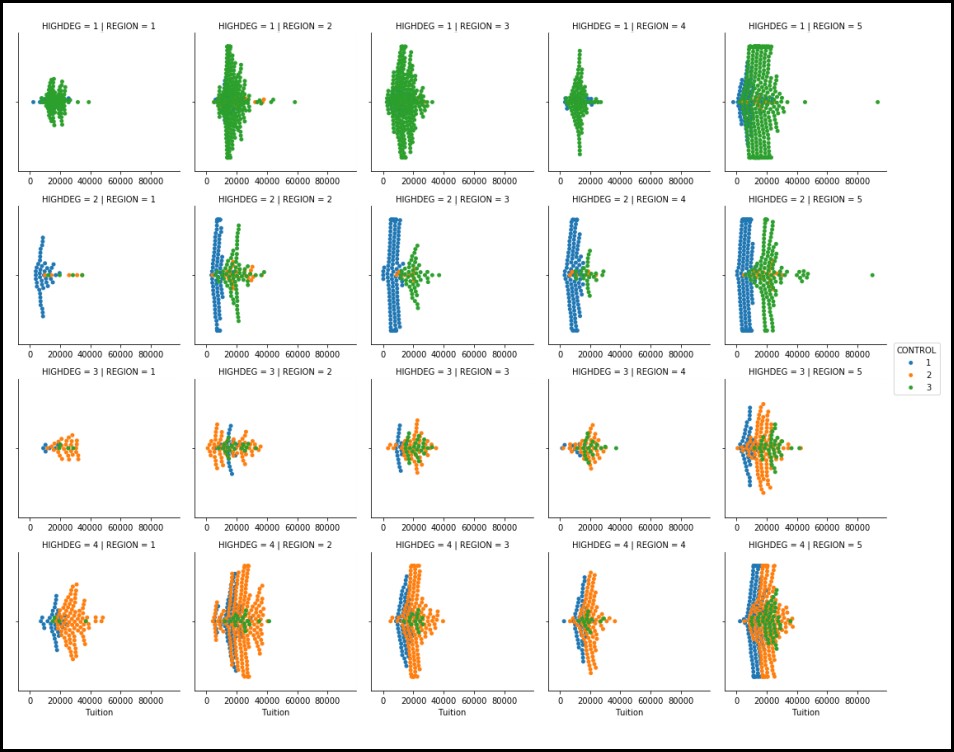 HIGHDEG = 1 | REGION = 1 HIGHDEG = 1 | REGION = 2 HIGHDEG = 1 | REGION = 3 HIGHDEG = 1 | REGION = 4 HIGHDEG = 1 | REGION = 5
0 20000 40000 60000 80000 0 20000 40000 60000 80000 0 20000 40000 60000 80000 0 20000 40000 60000 80000 0 20000 40000 60000 80000
HIGHDEG = 2 | REGION = 1 HIGHDEG = 2 | REGION = 2 HIGHDEG = 2 | REGION = 3 HIGHDEG = 2 | REGION = 4 HIGHDEG = 2 | REGION = 5
0 20000 40000 60000 80000 0 20000 40000 60000 80000 0 20000 40000 60000 80000 0 20000 40000 60000 80000 0 20000 40000 60000 80000
CONTROL
1
2
3
HIGHDEG = 3 | REGION = 1 HIGHDEG = 3 | REGION = 2 HIGHDEG = 3 | REGION = 3 HIGHDEG = 3 | REGION = 4 HIGHDEG = 3 | REGION = 5
0 20000 40000 60000 80000 0 20000 40000 60000 80000 0 20000 40000 60000 80000 0 20000 40000 60000 80000 0 20000 40000 60000 80000
HIGHDEG = 4 | REGION = 1 HIGHDEG = 4 | REGION = 2 HIGHDEG = 4 | REGION = 3 HIGHDEG = 4 | REGION = 4 HIGHDEG = 4 | REGION = 5
0 20000 40000 60000 80000 0 20000 40000 60000 80000 0 20000 40000 60000 80000 0 20000 40000 60000 80000 0 20000 40000 60000 80000
Tuition Tuition Tuition Tuition Tuition